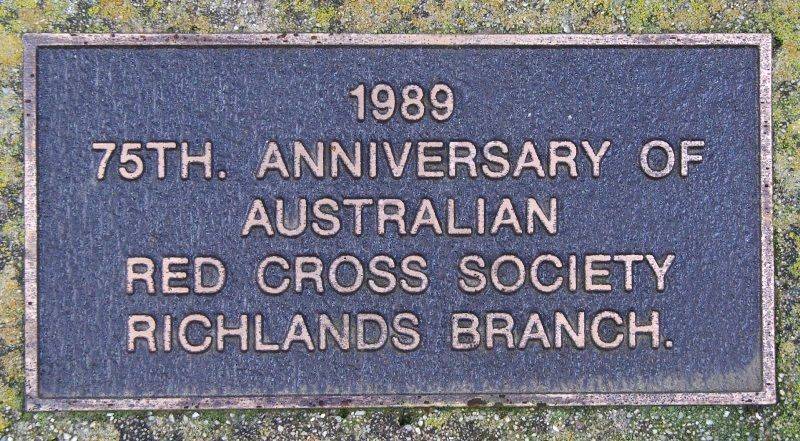 1989
75TH. ANNIVERSARY OF
AUSTRALIAN
RED CROSS SOCIETY
RICHLANDS BRANCH.